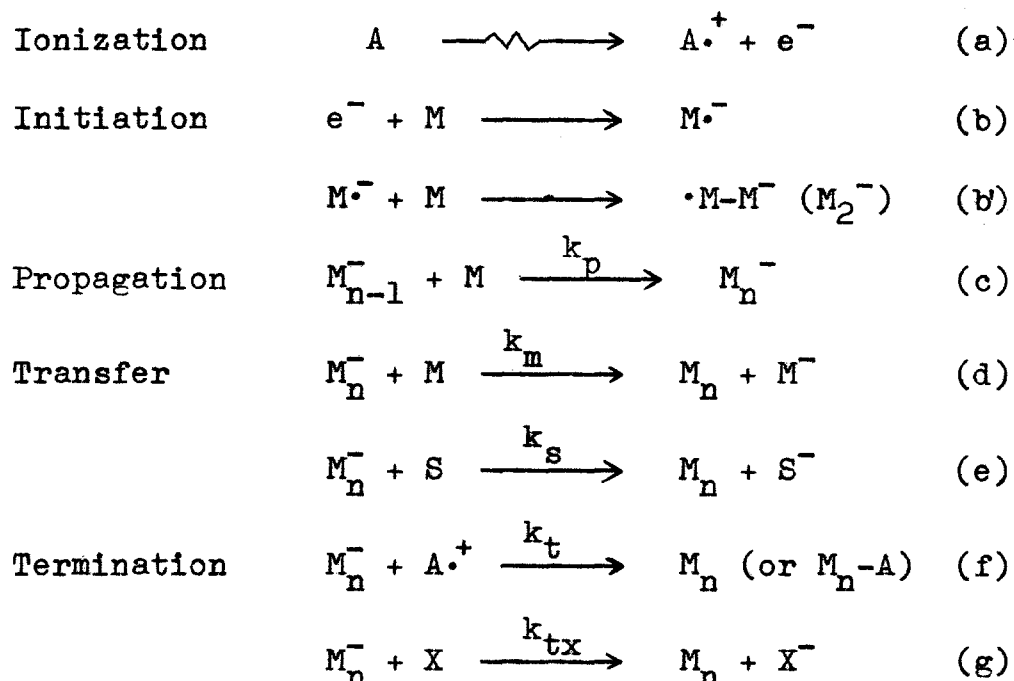 Ionization A → A·⁺ + e⁻ (a)
Initiation e⁻ + M → M·⁻ (b)
M·⁻ + M → ·M-M⁻ (M₂⁻) (b')
Propagation M⁻ₙ₋₁ + M kₚ → Mₙ⁻ (c)
Transfer Mₙ⁻ + M kₘ → Mₙ + M⁻ (d)
Mₙ⁻ + S kₛ → Mₙ + S⁻ (e)
Termination Mₙ⁻ + A·⁺ kₜ → Mₙ (or Mₙ-A) (f)
Mₙ⁻ + X kₜₓ → Mₙ + X⁻ (g)